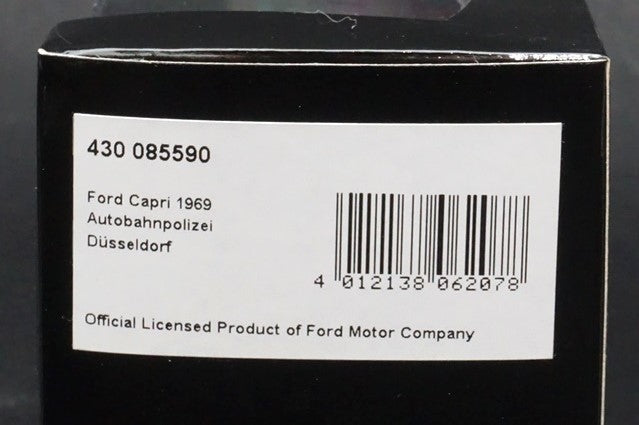 430 085590
Ford Capri 1969
Autobahnpolizei
Düsseldorf
4 012138 062078
Official Licensed Product of Ford Motor Company